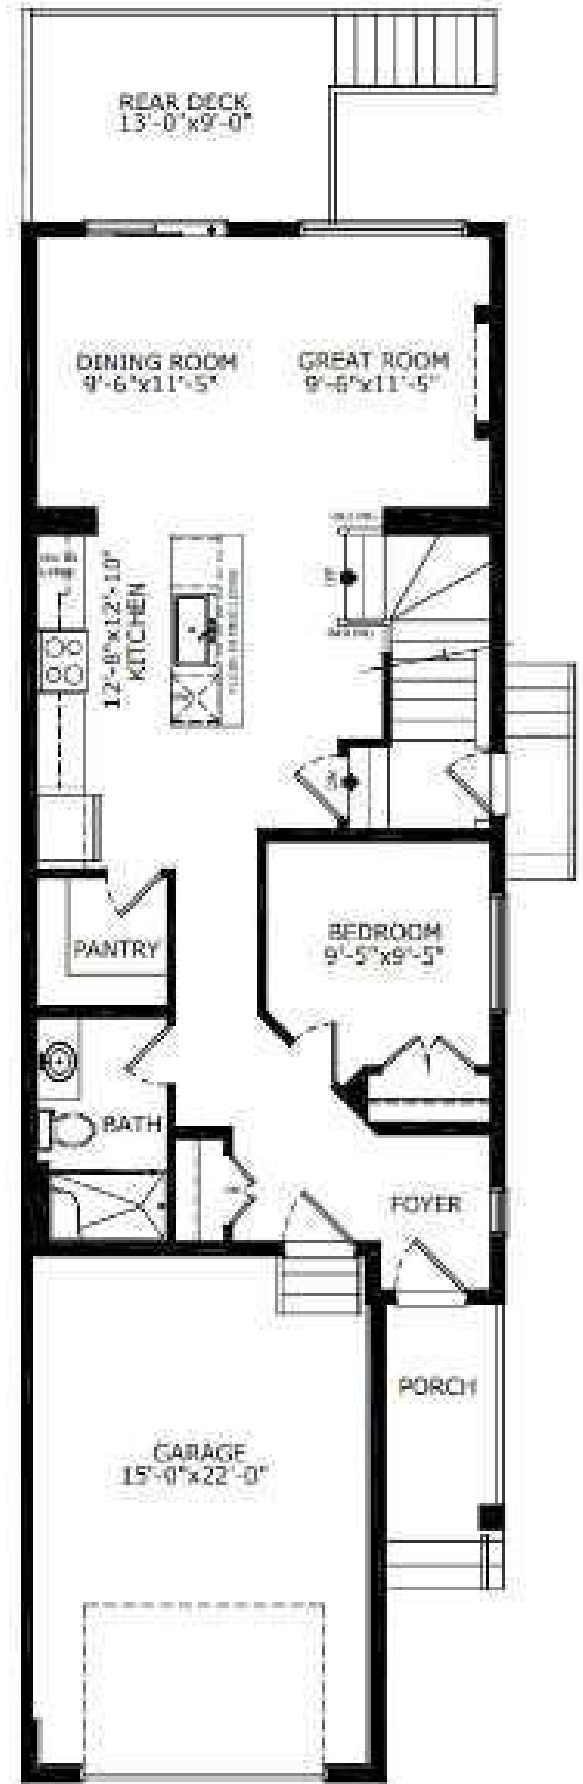 REAR DECK
13'-0"x9'-0"
DINING ROOM
9'-6"x11'-5"
GREAT ROOM
9'-6"x11'-5"
12'-8"x12'-10"
KITCHEN
PANTRY
BEDROOM
9'-5"x9'-5"
BATH
FOYER
PORCH
GARAGE
15'-0"x22'-0"